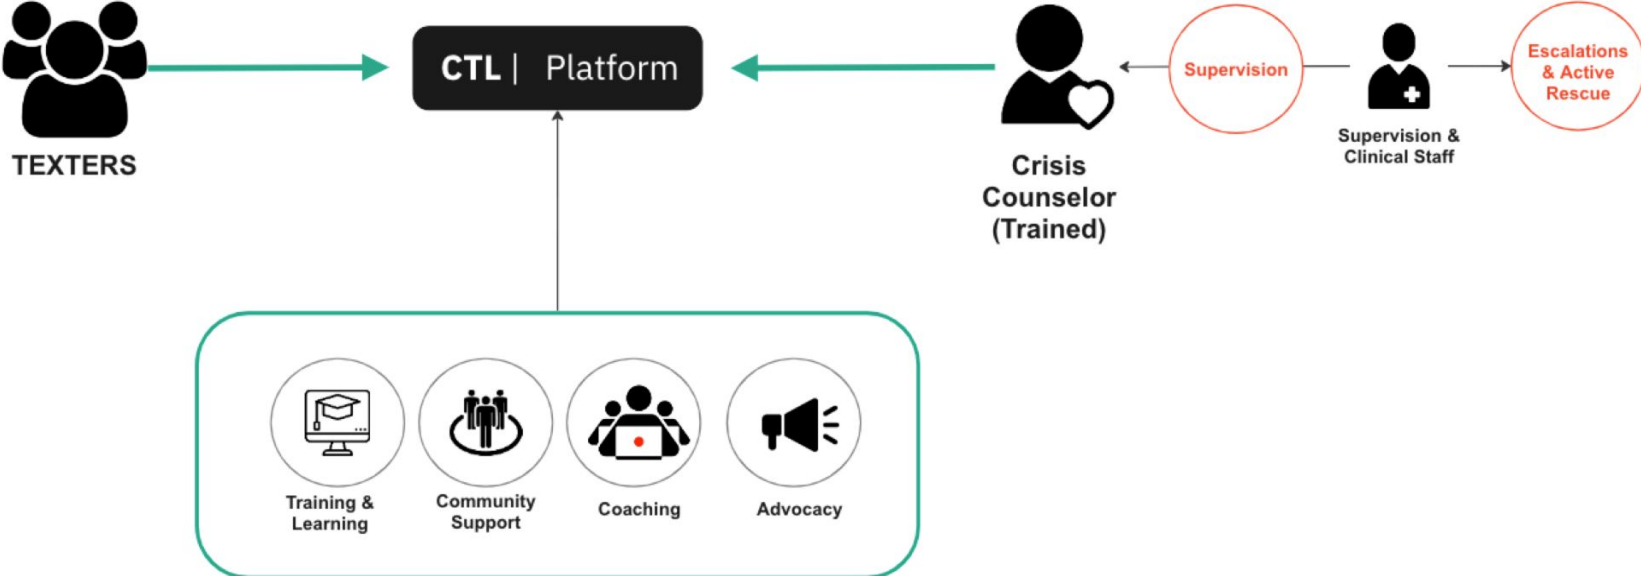 TEXTERS
CTL | Platform
Crisis
Counselor
(Trained)
Supervision
Supervision &
Clinical Staff
Escalations
& Active
Rescue
Training &
Learning
Community
Support
Coaching
Advocacy